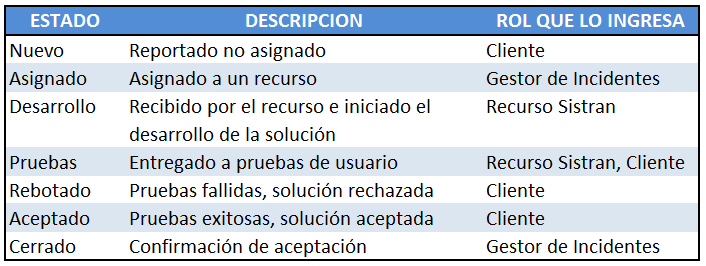 ESTADO DESCRIPCION ROL QUE LO INGRESA
Nuevo Reportado no asignado Cliente
Asignado Asignado a un recurso Gestor de Incidentes
Desarrollo Recibido por el recurso e iniciado el Recurso Sistran
desarrollo de la solución
Pruebas Entregado a pruebas de usuario Recurso Sistran, Cliente
Rebotado Pruebas fallidas, solución rechazada Cliente
Aceptado Pruebas exitosas, solución aceptada Cliente
Cerrado Confirmación de aceptación Gestor de Incidentes